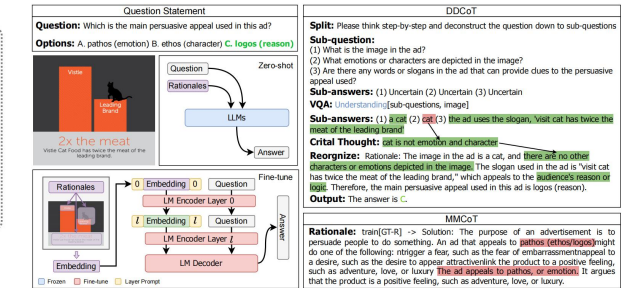 Question Statement
Question: Which is the main persuasive appeal used in this ad?
Options: A. pathos (emotion) B. ethos (character) C. logos (reason)
Visitie
Leading
Brand
2x the meat
Visitie Cat Food has twice the meat of the
leading brand.
Zero-shot
Question
Rationales
LLMs
Answer
Fine-tune
Rationales
Embedding
0 Embedding 0 Question
LM Encoder Layer 0
l Embedding l Question
LM Encoder Layer l
LM Decoder
Answer
Frozen Fine-tune Layer Prompt
DDCoT
Split: Please think step-by-step and deconstruct the question down to sub-questions
Sub-question:
(1) What is the image in the ad?
(2) What emotions or characters are depicted in the image?
(3) Are there any words or slogans in the ad that can provide clues to the persuasive
appeal used?
Sub-answers: (1) Uncertain (2) Uncertain (3) Uncertain
VQA: Understanding[sub-questions, image]
Sub-answers: (1) a cat (2) cat (3) the ad uses the slogan, 'visit cat has twice the
meat of the leading brand'
Crital Thought: cat is not emotion and character
Reorgnize: Rationale: The image in the ad is a cat, and there are no other
characters or emotions depicted in the image. The slogan used in the ad is "visit cat
has twice the meat of the leading brand," which appeals to the audience's reason or
logic. Therefore, the main persuasive appeal used in this ad is logos (reason).
Output: The answer is C.
MMCoT
Rationale: train[GT-R] -> Solution: The purpose of an advertisement is to
persuade people to do something. An ad that appeals to pathos (ethos/logos)might
do one of the following: ntrigger a fear, such as the fear of embarrassmentnappeal to
a desire, such as the desire to appear attractivenlink the product to a positive feeling,
such as adventure, love, or luxury The ad appeals to pathos, or emotion. It argues
that the product is a positive feeling, such as adventure, love, or luxury.